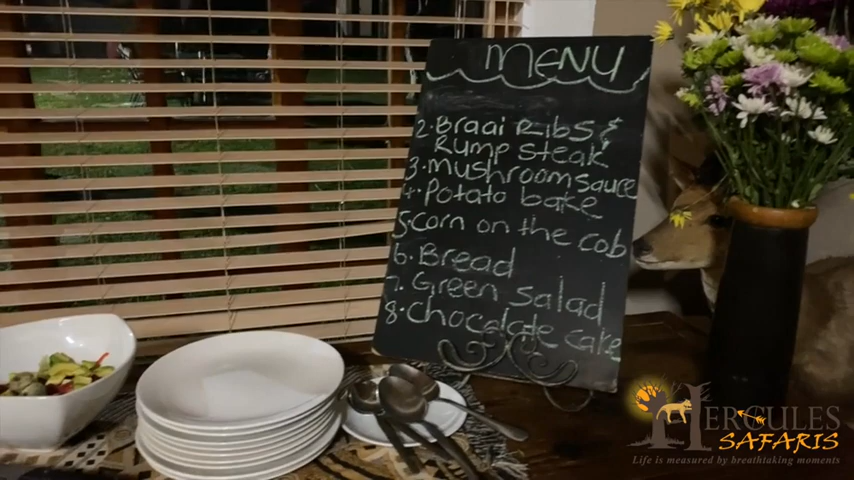 MENU
2. Braai Ribs &
Rump steak
3. Mushroom sauce
4. Potato bake
5. Corn on the cob
6. Bread
7. Green Salad
8. Chocolate cake
HERCULES
SAFARIS
Life is measured by breathtaking moments